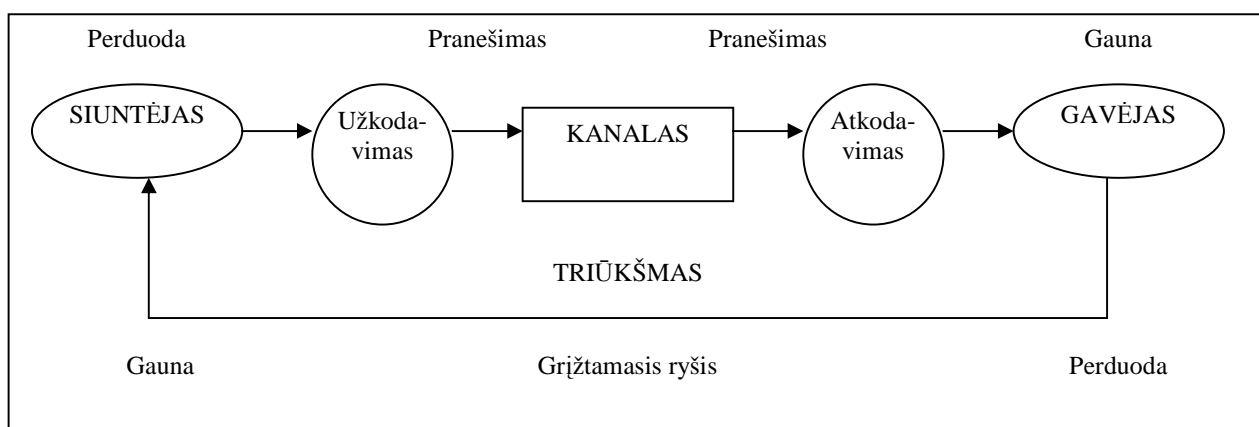 Perduoda Pranešimas Pranešimas Gauna
SIUNTĖJAS
Užkoda-
vimas
KANALAS
Atkoda-
vimas
GAVĖJAS
TRIŪKŠMAS
Gauna Grįžtamasis ryšis Perduoda